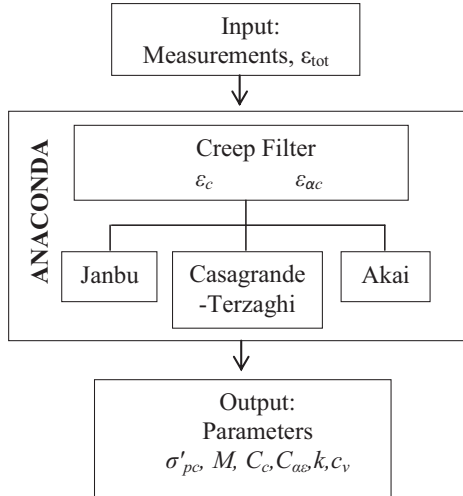 Input:
Measurements, εtot
ANACONDA
Creep Filter
εc εαc
Janbu
Casagrande
-Terzaghi
Akai
Output:
Parameters
σ'pc, M, Cc,Cαε,k,cv